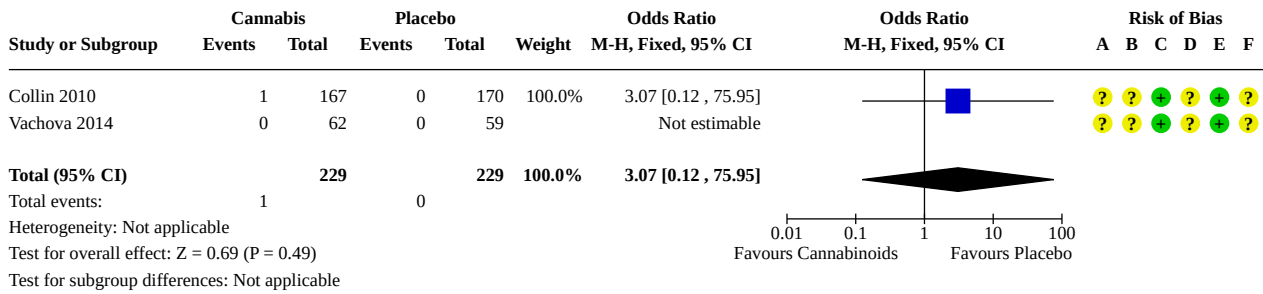 Cannabis Placebo Odds Ratio Odds Ratio Risk of Bias
Study or Subgroup Events Total Events Total Weight M-H, Fixed, 95% CI M-H, Fixed, 95% CI A B C D E F
Collin 2010 1 167 0 170 100.0% 3.07 [0.12 , 75.95] ? ? + ? + ?
Vachova 2014 0 62 0 59 Not estimable ? ? + ? + ?
Total (95% CI) 229 229 100.0% 3.07 [0.12 , 75.95]
Total events: 1 0
Heterogeneity: Not applicable 0.01 0.1 1 10 100
Test for overall effect: Z = 0.69 (P = 0.49) Favours Cannabinoids Favours Placebo
Test for subgroup differences: Not applicable